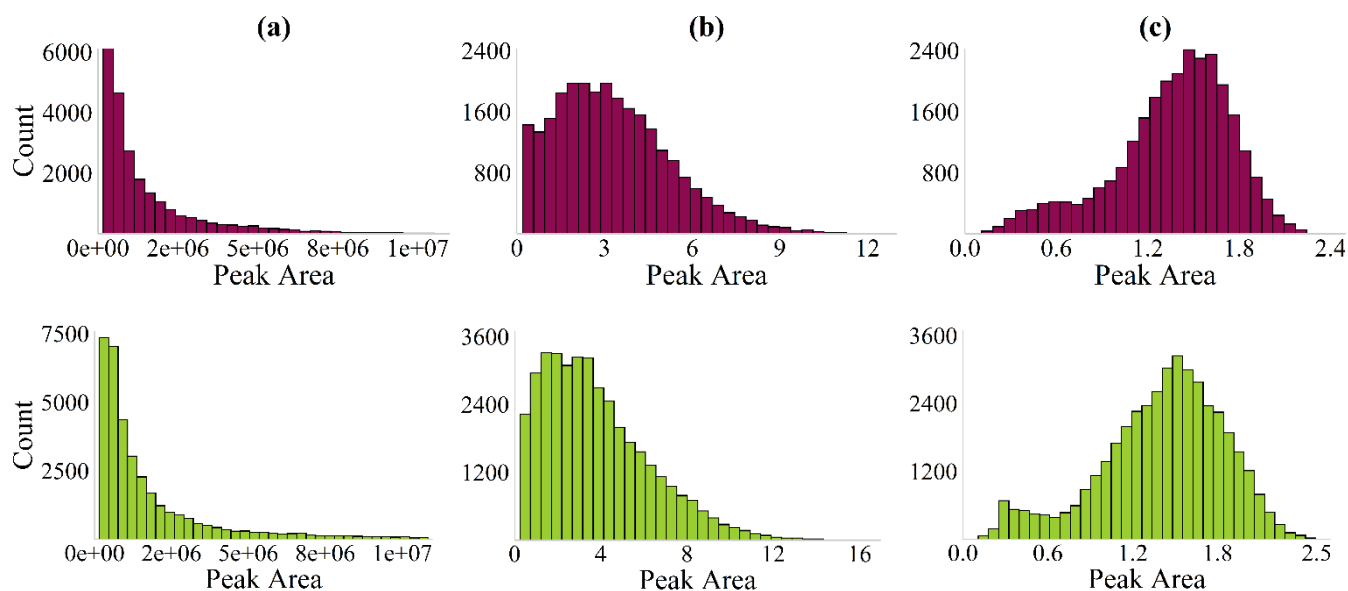 (a) (b) (c)
6000
4000
2000
Count
0e+00 2e+06 5e+06 8e+06 1e+07
Peak Area
2400
1600
800
0 3 6 9 12
Peak Area
2400
1600
800
0.0 0.6 1.2 1.8 2.4
Peak Area
7500
5000
2500
Count
0e+00 2e+06 5e+06 8e+06 1e+07
Peak Area
3600
2400
1200
0 4 8 12 16
Peak Area
3600
2400
1200
0.0 0.6 1.2 1.8 2.5
Peak Area